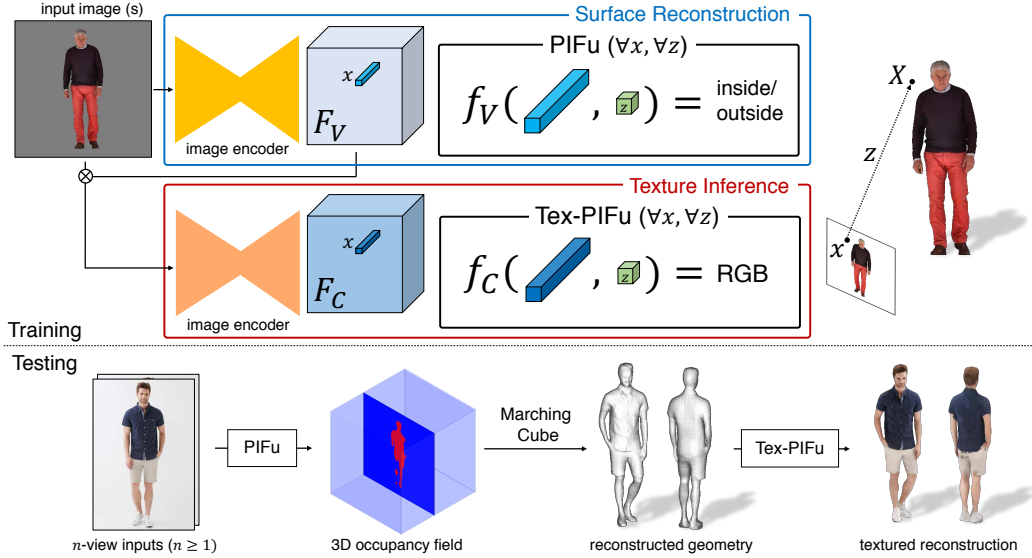 input image (s)
Surface Reconstruction
x
F_V
image encoder
PIFu (∀x, ∀z)
f_V( , z ) = inside/
outside
X
z
x
⊗
Texture Inference
x
F_C
image encoder
Tex-PIFu (∀x, ∀z)
f_C( , z ) = RGB
Training
Testing
PIFu
Marching
Cube
Tex-PIFu
n-view inputs (n ≥ 1)
3D occupancy field
reconstructed geometry
textured reconstruction